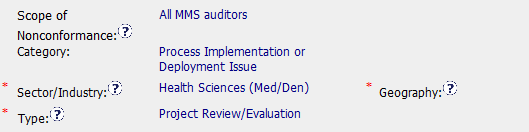 Scope of Nonconformance:? All MMS auditors
Category: Process Implementation or Deployment Issue
* Sector/Industry:? Health Sciences (Med/Den) * Geography:?
* Type:? Project Review/Evaluation